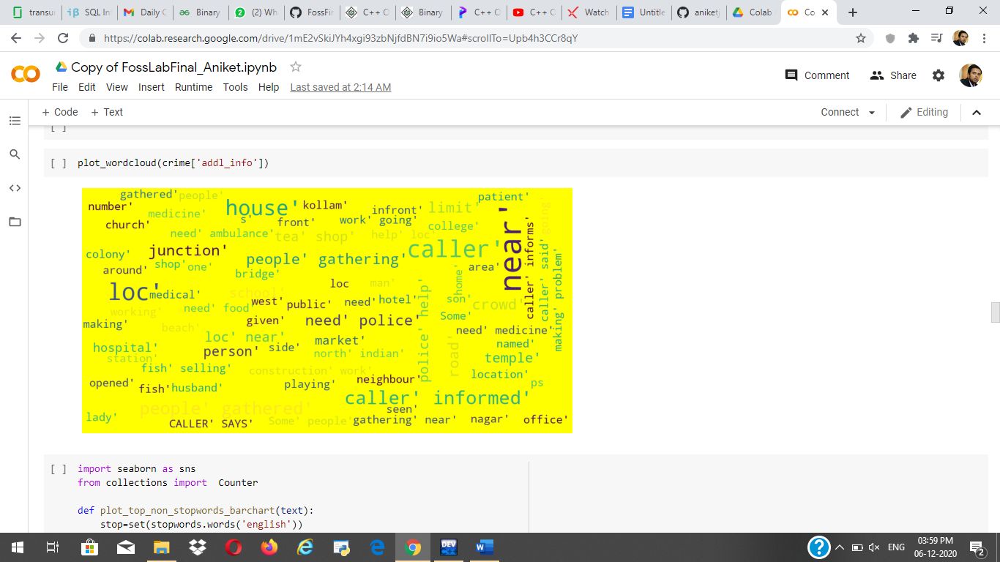 transun
SQL In
Daily C
Binary
(2) Wh
FossFin
C++ O
Binary
C++ O
C++ C
Watch
Untitle
aniketj
Colab
Co
https://colab.research.google.com/drive/1mE2vSkiJYh4xgi93zbNjfdBN7i9io5Wa#scrollTo=Upb4h3CCr8qY
Copy of FossLabFinal_Aniket.ipynb
Comment Share
File Edit View Insert Runtime Tools Help Last saved at 2:14 AM
+ Code + Text Connect Editing
[ ]
[ ] plot_wordcloud(crime['addl_info'])
gathered' people' patient'
number' house' kollam' infront' limit'
medicine' s' front' work' going' going'
church' college'
need' ambulance' tea' shop' help' loc'
colony' junction' people' gathering' caller' near' caller' informs'
around' shop' one' bridge' area' home' caller' said'
loc' medical' school' loc man' making' problem'
working' need' food' west' public' need' hotel' son' crowd'
making' beach' given' need' police' Some' police' help'
loc' near' market' need' medicine'
hospital' person' side' named'
station' north' indian' road' temple'
fish' selling' construction' work' location'
opened' fish' husband' playing' neighbour' ps
people' gathered' caller' informed'
seen'
lady' CALLER' SAYS' Some' people' gathering' near' nagar' office'
[ ] import seaborn as sns
from collections import  Counter
def plot_top_non_stopwords_barchart(text):
    stop=set(stopwords.words('english'))
DEV C++
ENG
03:59 PM
06-12-2020
2